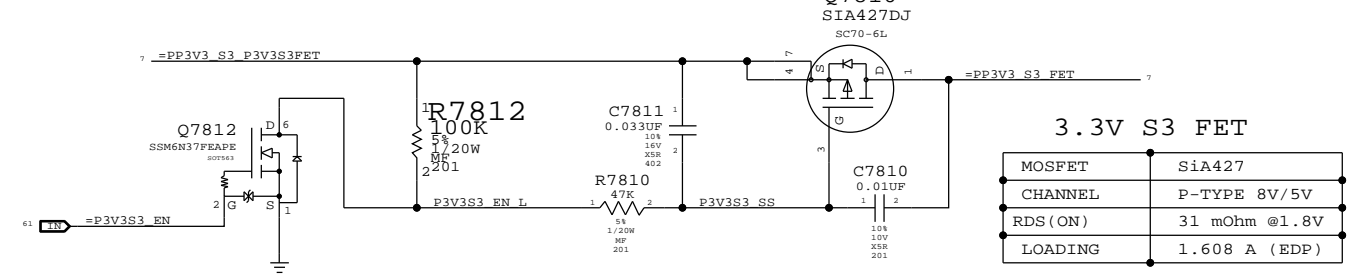 SIA427DJ
SC70-6L
7 =PP3V3_S3_P3V3S3FET
7
4
S
D
1
=PP3V3_S3_FET 7
G
3
Q7812
SSM6N37FEAPE
SOT563
D 6
2 G
S
1
61 IN =P3V3S3_EN
1
R7812
100K
5%
1/20W
MF
201
2
P3V3S3_EN_L
C7811
0.033UF
10%
16V
X5R
402
1
2
R7810
47K
1
2
5%
1/20W
MF
201
P3V3S3_SS
C7810
0.01UF
1
2
10%
10V
X5R
201
3.3V S3 FET
MOSFET SiA427
CHANNEL P-TYPE 8V/5V
RDS(ON) 31 mOhm @1.8V
LOADING 1.608 A (EDP)